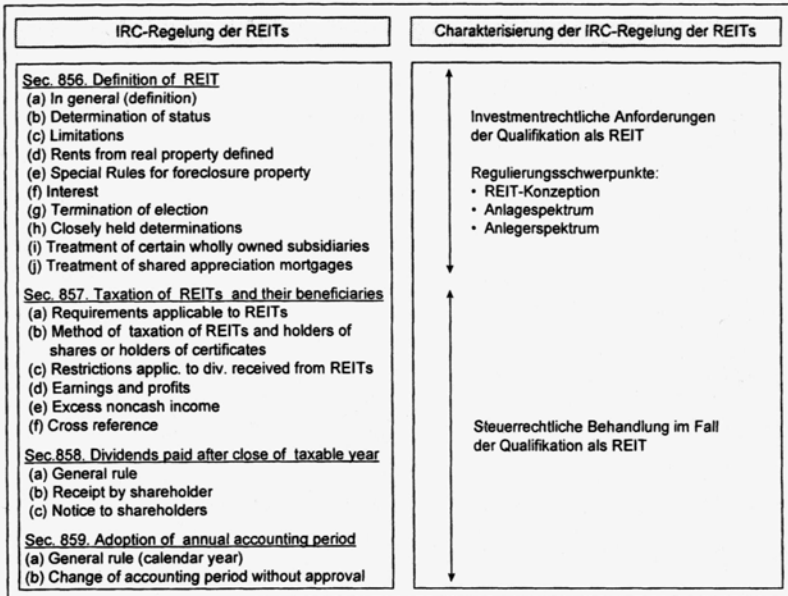 IRC-Regelung der REITs
Sec. 856. Definition of REIT
(a) In general (definition)
(b) Determination of status
(c) Limitations
(d) Rents from real property defined
(e) Special Rules for foreclosure property
(f) Interest
(g) Termination of election
(h) Closely held determinations
(i) Treatment of certain wholly owned subsidiaries
(j) Treatment of shared appreciation mortgages
Sec. 857. Taxation of REITs and their beneficiaries
(a) Requirements applicable to REITs
(b) Method of taxation of REITs and holders of
shares or holders of certificates
(c) Restrictions applic. to div. received from REITs
(d) Earnings and profits
(e) Excess noncash income
(f) Cross reference
Sec.858. Dividends paid after close of taxable year
(a) General rule
(b) Receipt by shareholder
(c) Notice to shareholders
Sec. 859. Adoption of annual accounting period
(a) General rule (calendar year)
(b) Change of accounting period without approval
Charakterisierung der IRC-Regelung der REITs
Investmentrechtliche Anforderungen
der Qualifikation als REIT
Regulierungsschwerpunkte:
• REIT-Konzeption
• Anlagespektrum
• Anlegerspektrum
Steuerrechtliche Behandlung im Fall
der Qualifikation als REIT